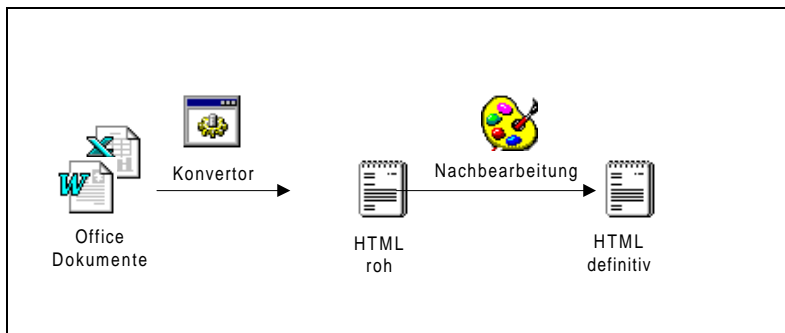 Konvertor
Nachbearbeitung
X
W
Office
Dokumente
HTML
roh
HTML
definitiv